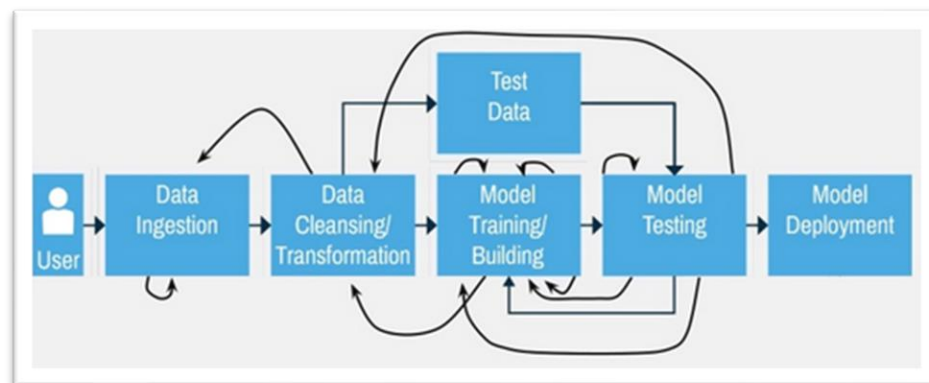 Test
Data
User
Data
Ingestion
Data
Cleansing/
Transformation
Model
Training/
Building
Model
Testing
Model
Deployment